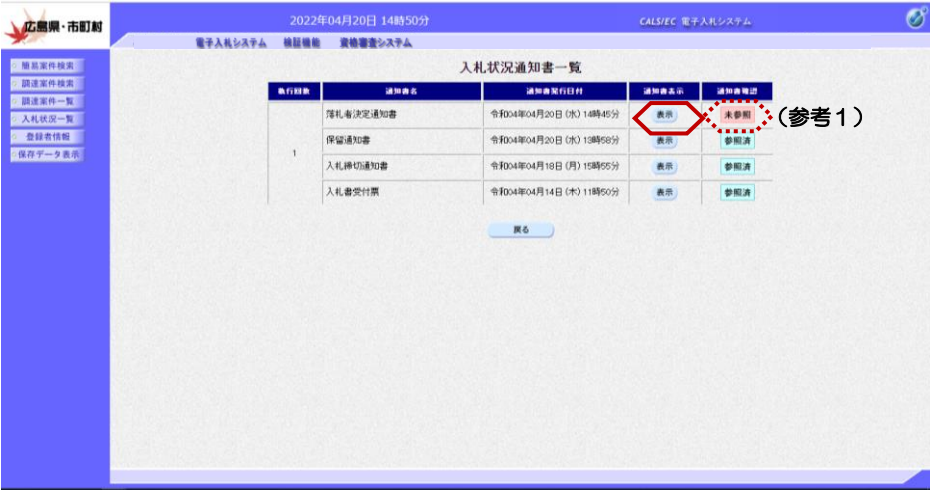 広島県・市町村
2022年04月20日 14時50分
CALS/EC 電子入札システム
電子入札システム 検証機能 資格審査システム
簡易案件検索
調達案件検索
調達案件一覧
入札状況一覧
登録者情報
保存データ表示
入札状況通知書一覧
執行回数 通知書名 通知書発行日付 通知書表示 通知書確認
1
落札者決定通知書 令和04年04月20日 (水) 14時45分 表示 未参照 (参考1)
保留通知書 令和04年04月20日 (水) 13時58分 表示 参照済
入札締切通知書 令和04年04月18日 (月) 15時55分 表示 参照済
入札書受付票 令和04年04月14日 (木) 11時50分 表示 参照済
戻る